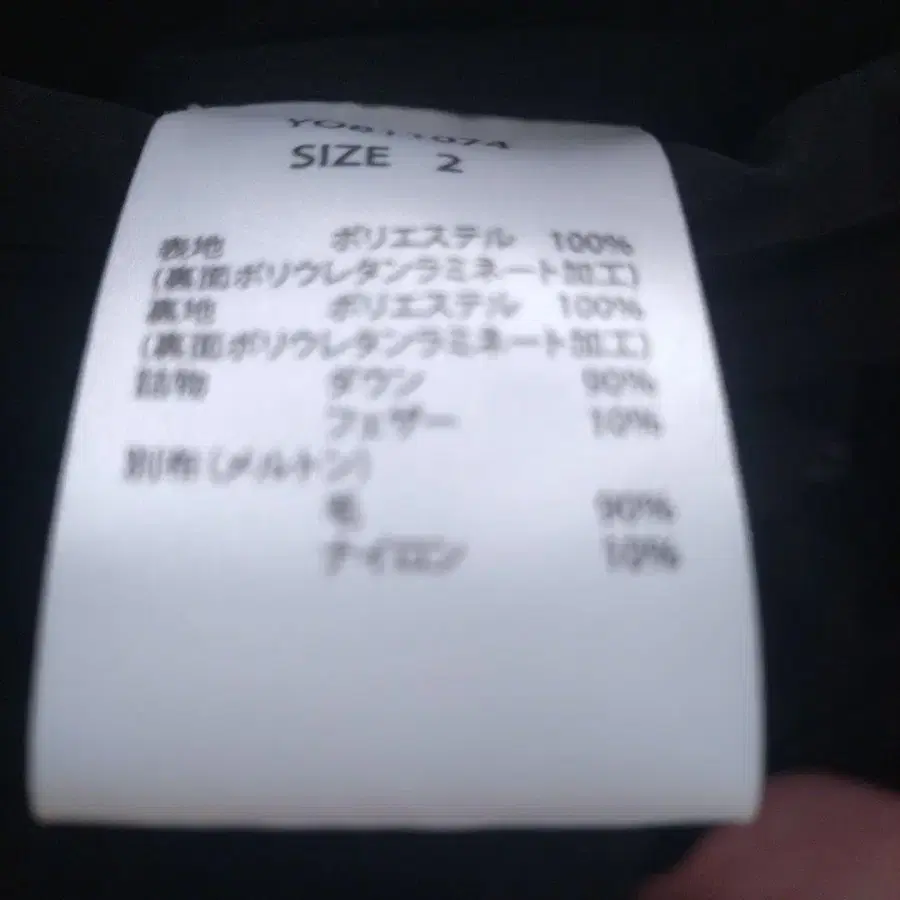 SIZE 2
表地 ポリエステル 100%
(裏面ポリウレタンラミネート加工)
裏地 ポリエステル 100%
(裏面ポリウレタンラミネート加工)
詰物 ダウン 90%
フェザー 10%
別布(メルトン)
毛 90%
ナイロン 10%